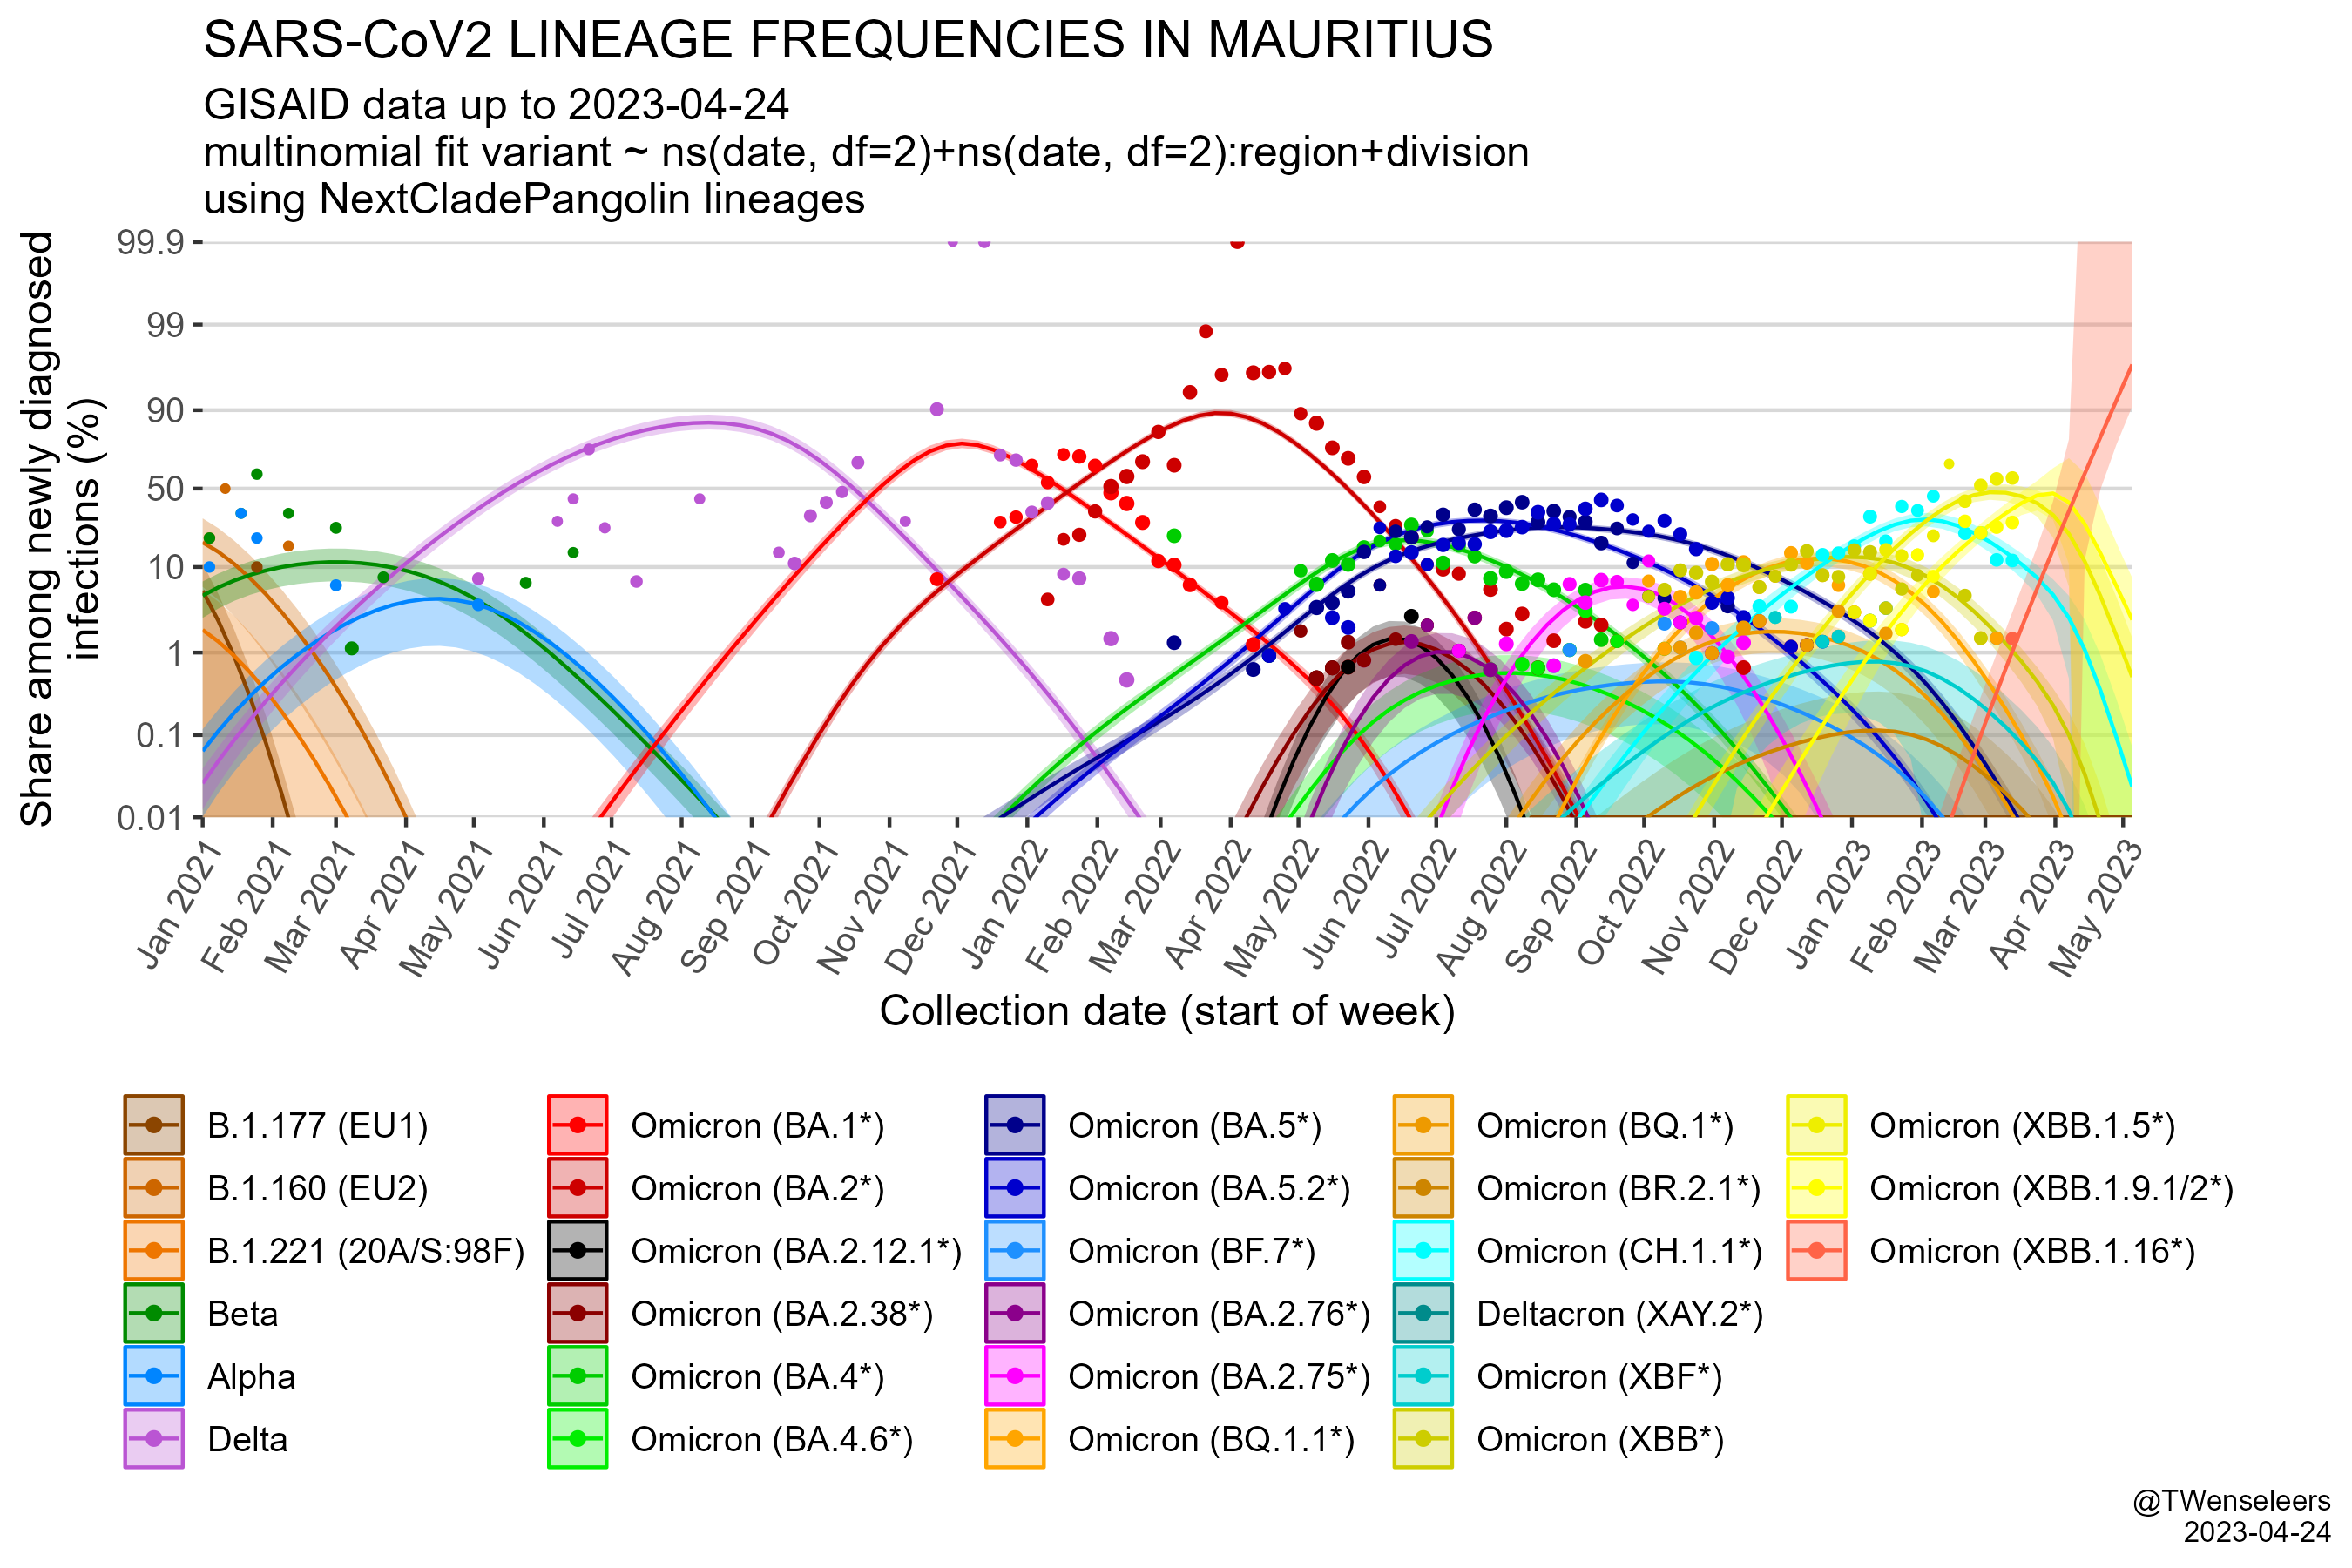 SARS-CoV2 LINEAGE FREQUENCIES IN MAURITIUS
GISAID data up to 2023-04-24
multinomial fit variant ~ ns(date, df=2)+ns(date, df=2):region+division
using NextCladePangolin lineages
Share among newly diagnosed
infections (%)
99.9
99
90
50
10
1
0.1
0.01
Jan 2021
Feb 2021
Mar 2021
Apr 2021
May 2021
Jun 2021
Jul 2021
Aug 2021
Sep 2021
Oct 2021
Nov 2021
Dec 2021
Jan 2022
Feb 2022
Mar 2022
Apr 2022
May 2022
Jun 2022
Jul 2022
Aug 2022
Sep 2022
Oct 2022
Nov 2022
Dec 2022
Jan 2023
Feb 2023
Mar 2023
Apr 2023
May 2023
Collection date (start of week)
B.1.177 (EU1)
B.1.160 (EU2)
B.1.221 (20A/S:98F)
Beta
Alpha
Delta
Omicron (BA.1*)
Omicron (BA.2*)
Omicron (BA.2.12.1*)
Omicron (BA.2.38*)
Omicron (BA.4*)
Omicron (BA.4.6*)
Omicron (BA.5*)
Omicron (BA.5.2*)
Omicron (BF.7*)
Omicron (BA.2.76*)
Omicron (BA.2.75*)
Omicron (BQ.1.1*)
Omicron (BQ.1*)
Omicron (BR.2.1*)
Omicron (CH.1.1*)
Deltacron (XAY.2*)
Omicron (XBF*)
Omicron (XBB*)
Omicron (XBB.1.5*)
Omicron (XBB.1.9.1/2*)
Omicron (XBB.1.16*)
@TWenseleers
2023-04-24